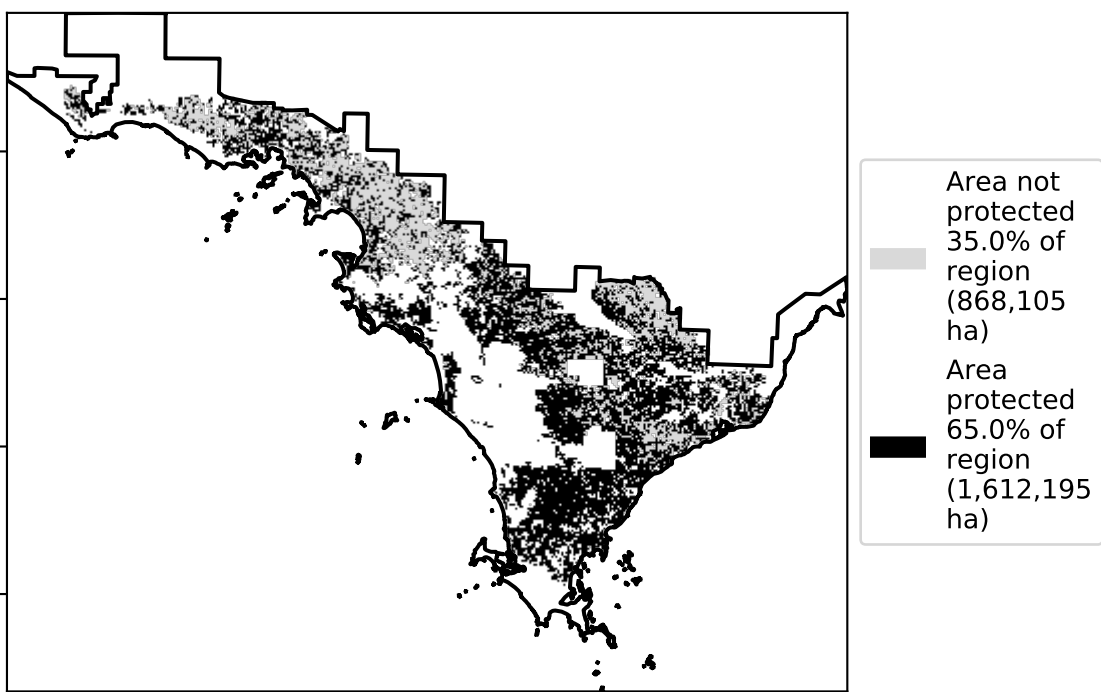 Area not
protected
35.0% of
region
(868,105
ha)
Area
protected
65.0% of
region
(1,612,195
ha)